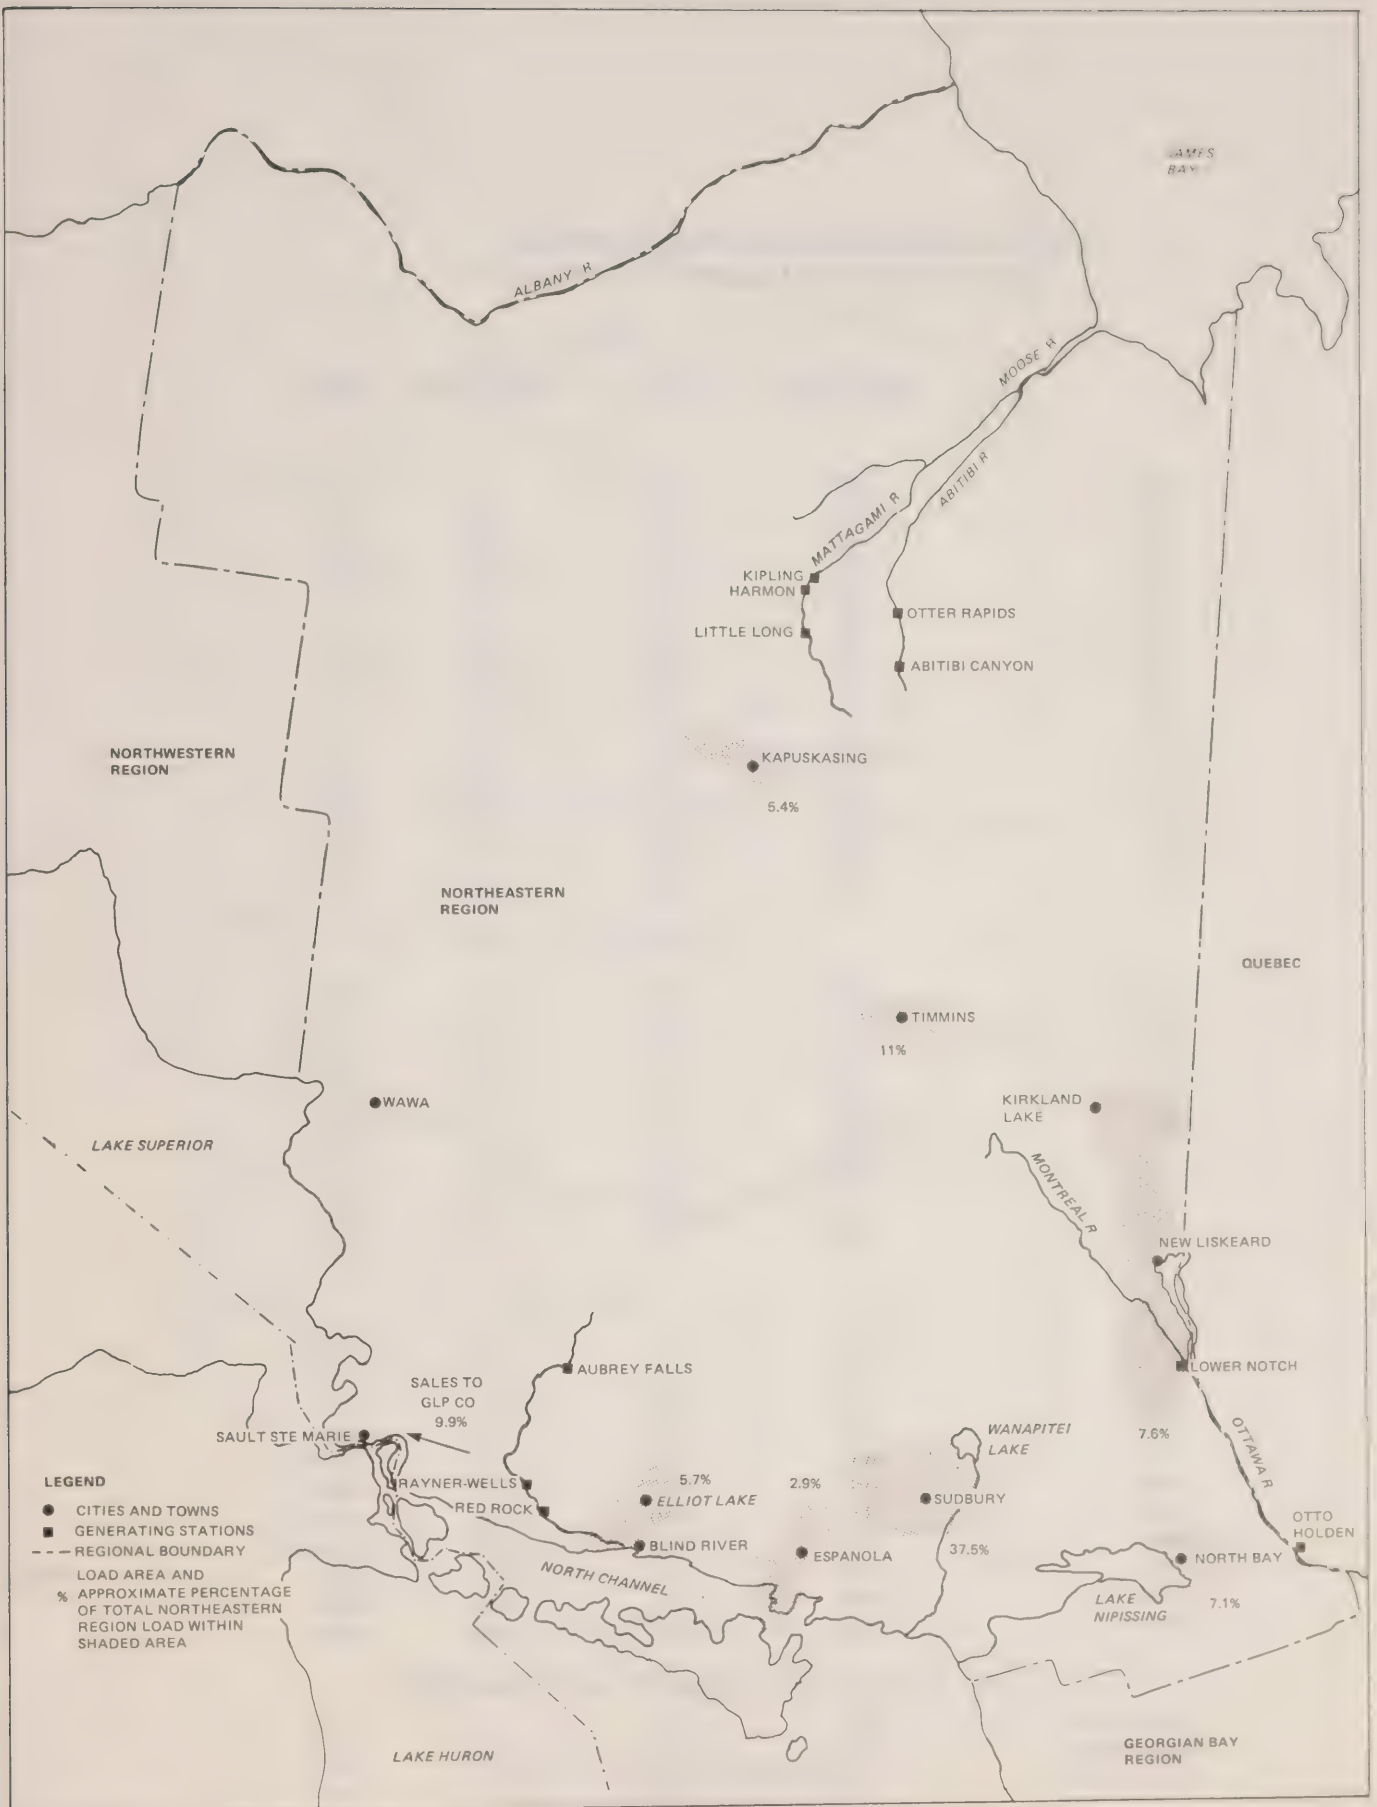 JAMES
BAY
ALBANY R
MOOSE R
ABITIBI R
MATTAGAMI R
KIPLING
HARMON
OTTER RAPIDS
LITTLE LONG
ABITIBI CANYON
NORTHWESTERN
REGION
KAPUSKASING
5.4%
NORTHEASTERN
REGION
QUEBEC
TIMMINS
11%
WAWA
KIRKLAND
LAKE
LAKE SUPERIOR
MONTREAL R
NEW LISKEARD
AUBREY FALLS
LOWER NOTCH
SALES TO
GLP CO
9.9%
SAULT STE MARIE
WANAPITEI
LAKE
7.6%
OTTAWA R
RAYNER-WELLS
RED ROCK
5.7%
ELLIOT LAKE
2.9%
SUDBURY
37.5%
BLIND RIVER
ESPANOLA
OTTO
HOLDEN
NORTH BAY
7.1%
NORTH CHANNEL
LAKE
NIPISSING
LEGEND
CITIES AND TOWNS
GENERATING STATIONS
REGIONAL BOUNDARY
LOAD AREA AND
% APPROXIMATE PERCENTAGE
OF TOTAL NORTHEASTERN
REGION LOAD WITHIN
SHADED AREA
LAKE HURON
GEORGIAN BAY
REGION